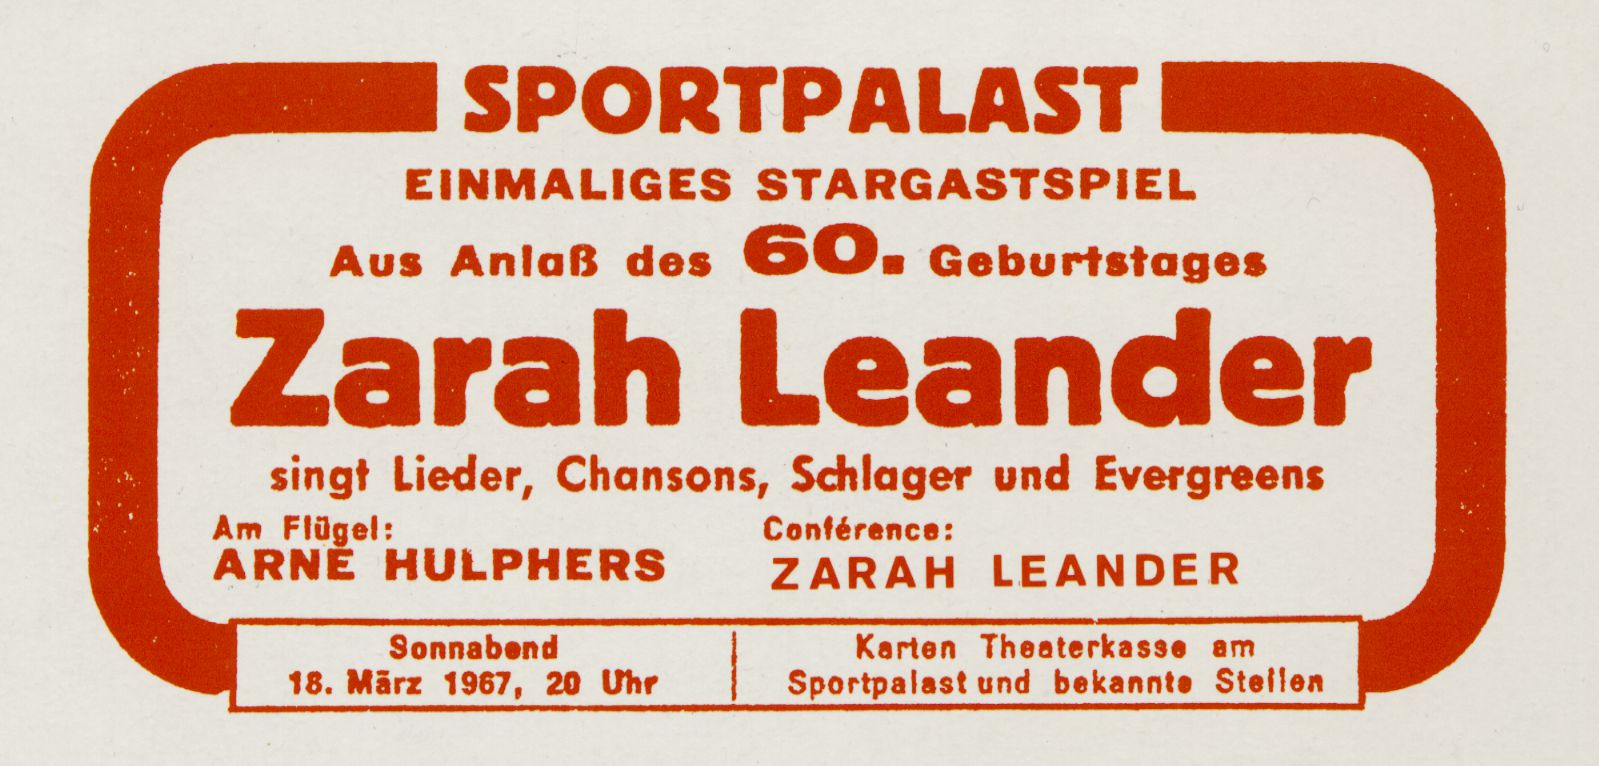 SPORTPALAST
EINMALIGES STARGASTSPIEL
Aus Anlaß des 60. Geburtstages
Zarah Leander
singt Lieder, Chansons, Schlager und Evergreens
Am Flügel:
ARNE HULPHERS
Conférence:
ZARAH LEANDER
Sonnabend
18. März 1967, 20 Uhr
Karten Theaterkasse am
Sportpalast und bekannte Stellen